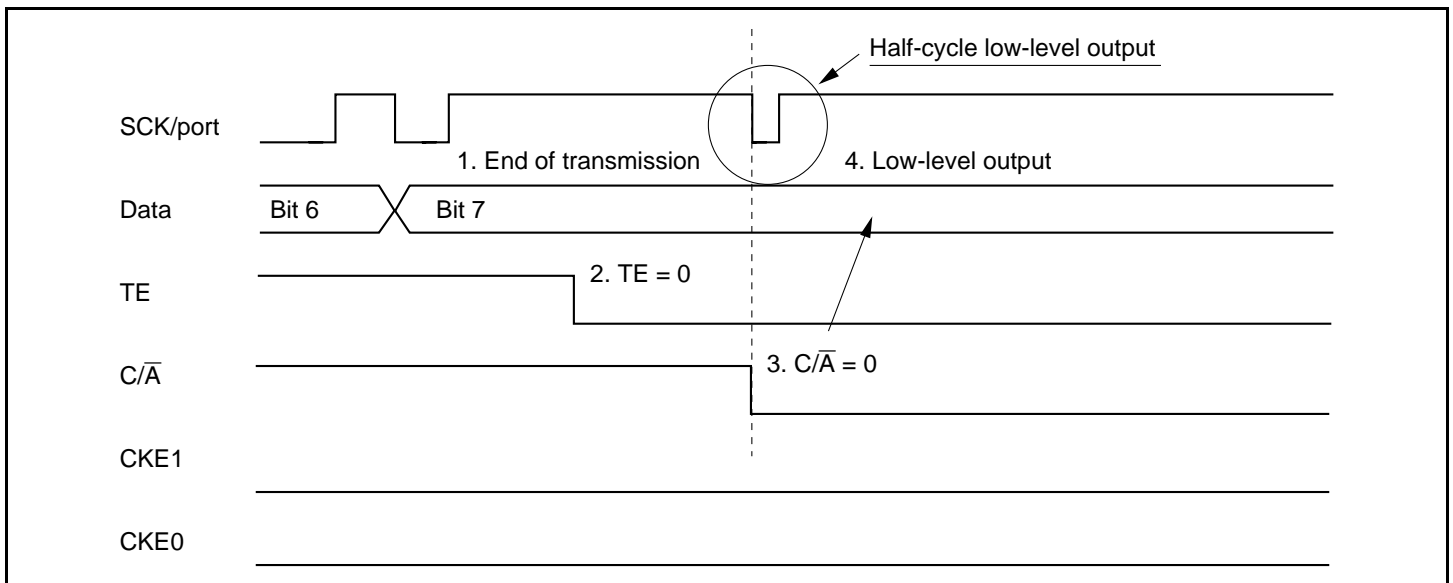 Half-cycle low-level output
SCK/port
1. End of transmission
4. Low-level output
Data
Bit 6
Bit 7
TE
2. TE = 0
C/A̅
3. C/A̅ = 0
CKE1
CKE0